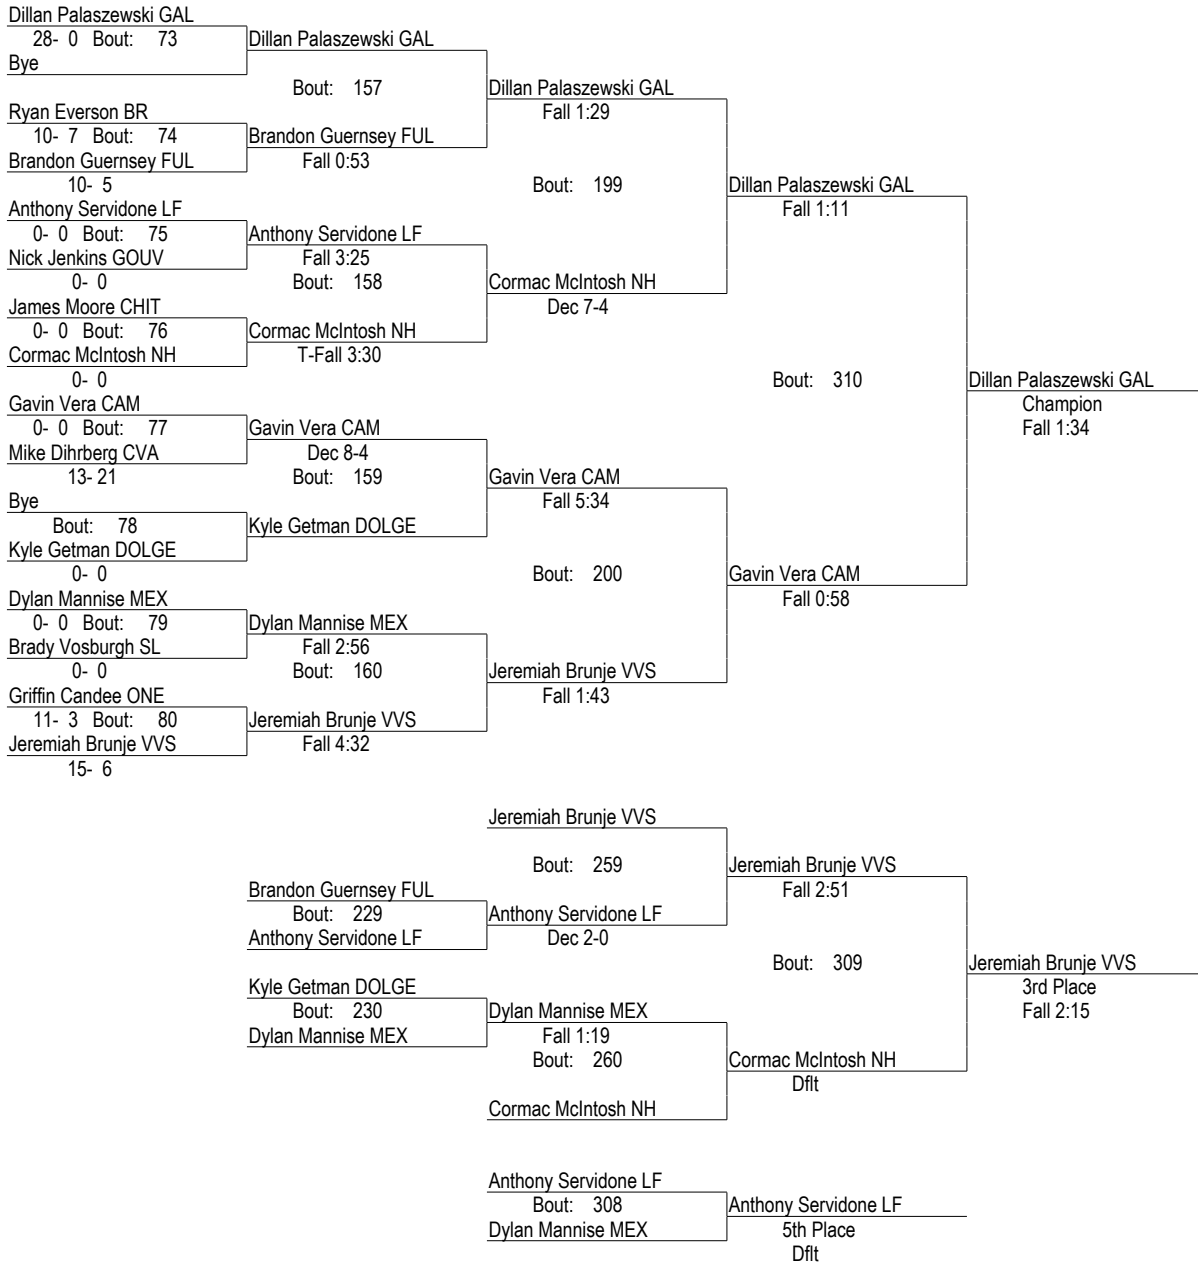 Dillan Palaszewski GAL
28- 0 Bout: 73
Bye
Dillan Palaszewski GAL
Bout: 157
Ryan Everson BR
10- 7 Bout: 74
Brandon Guernsey FUL
10- 5
Brandon Guernsey FUL
Fall 0:53
Dillan Palaszewski GAL
Fall 1:29
Bout: 199
Anthony Servidone LF
0- 0 Bout: 75
Nick Jenkins GOUV
0- 0
Anthony Servidone LF
Fall 3:25
Bout: 158
James Moore CHIT
0- 0 Bout: 76
Cormac McIntosh NH
0- 0
Cormac McIntosh NH
T-Fall 3:30
Cormac McIntosh NH
Dec 7-4
Dillan Palaszewski GAL
Fall 1:11
Bout: 310
Gavin Vera CAM
0- 0 Bout: 77
Mike Dihrberg CVA
13- 21
Gavin Vera CAM
Dec 8-4
Bout: 159
Bye
Bout: 78
Kyle Getman DOLGE
0- 0
Kyle Getman DOLGE
Gavin Vera CAM
Fall 5:34
Bout: 200
Dylan Mannise MEX
0- 0 Bout: 79
Brady Vosburgh SL
0- 0
Dylan Mannise MEX
Fall 2:56
Bout: 160
Griffin Candee ONE
11- 3 Bout: 80
Jeremiah Brunje VVS
15- 6
Jeremiah Brunje VVS
Fall 4:32
Jeremiah Brunje VVS
Fall 1:43
Gavin Vera CAM
Fall 0:58
Dillan Palaszewski GAL
Champion
Fall 1:34
Jeremiah Brunje VVS
Bout: 259
Brandon Guernsey FUL
Bout: 229
Anthony Servidone LF
Anthony Servidone LF
Dec 2-0
Jeremiah Brunje VVS
Fall 2:51
Bout: 309
Kyle Getman DOLGE
Bout: 230
Dylan Mannise MEX
Dylan Mannise MEX
Fall 1:19
Bout: 260
Cormac McIntosh NH
Cormac McIntosh NH
Dflt
Jeremiah Brunje VVS
3rd Place
Fall 2:15
Anthony Servidone LF
Bout: 308
Dylan Mannise MEX
Anthony Servidone LF
5th Place
Dflt